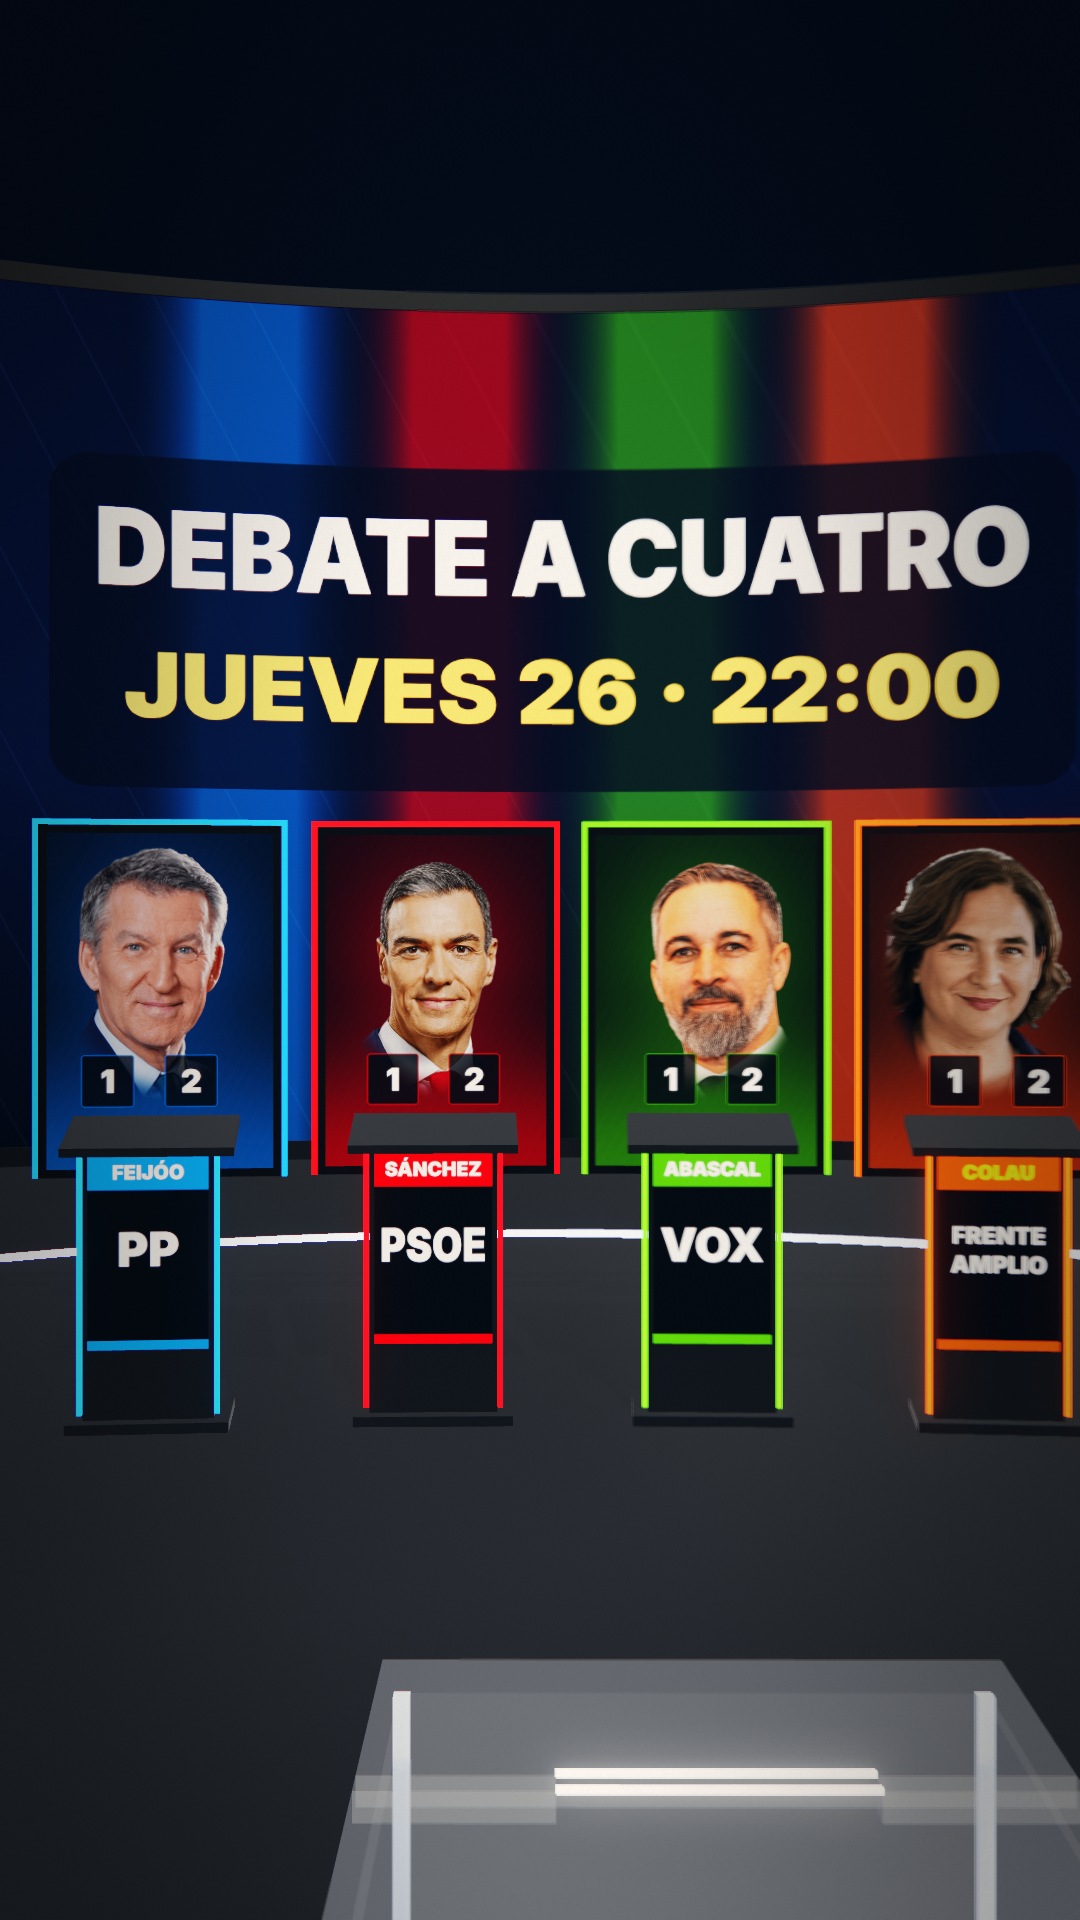 DEBATE A CUATRO
JUEVES 26 · 22:00
1 2
1 2
1 2
1 2
FEIJÓO
SÁNCHEZ
ABASCAL
COLAU
PP
PSOE
VOX
FRENTE
AMPLIO